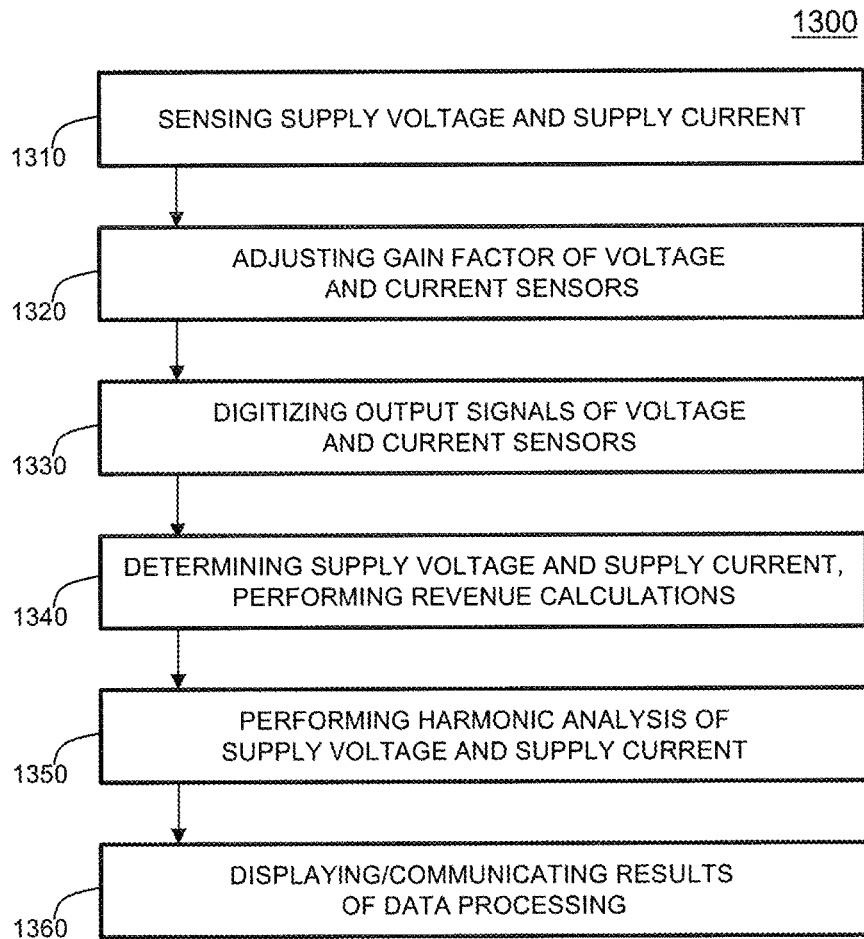 1300
SENSING SUPPLY VOLTAGE AND SUPPLY CURRENT
1310
ADJUSTING GAIN FACTOR OF VOLTAGE
AND CURRENT SENSORS
1320
DIGITIZING OUTPUT SIGNALS OF VOLTAGE
AND CURRENT SENSORS
1330
DETERMINING SUPPLY VOLTAGE AND SUPPLY CURRENT,
PERFORMING REVENUE CALCULATIONS
1340
PERFORMING HARMONIC ANALYSIS OF
SUPPLY VOLTAGE AND SUPPLY CURRENT
1350
DISPLAYING/COMMUNICATING RESULTS
OF DATA PROCESSING
1360